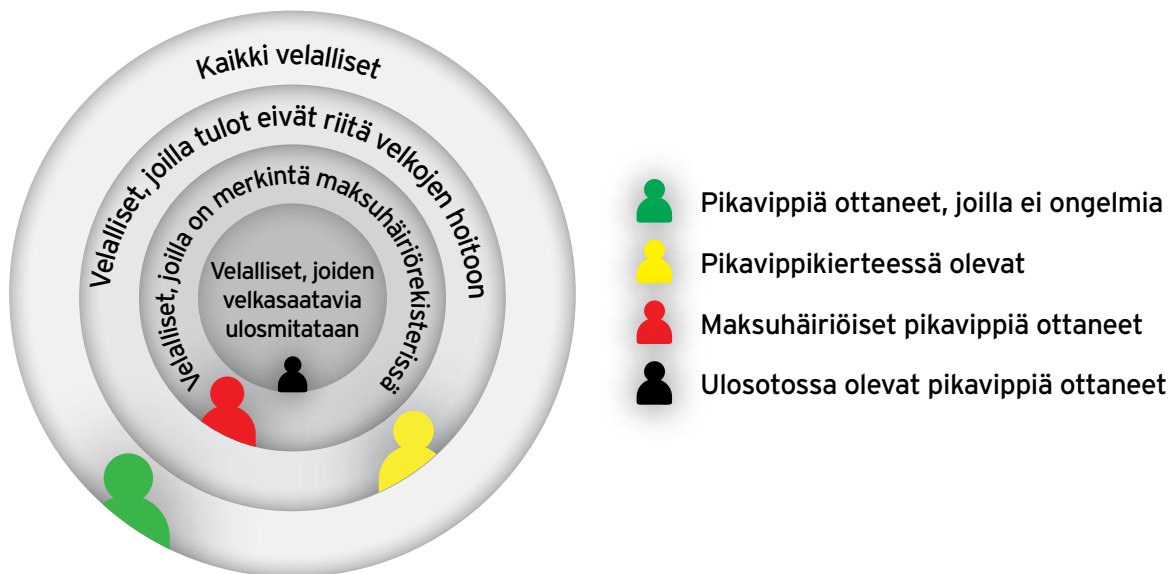 Kaikki velalliset
Velalliset, joilla tulot eivät riitä velkojen hoitoon
Velalliset, joilla on merkintä maksuhäiriörekisterissä
Velalliset, joiden
velkasaatavia
ulosmitataan
Pikavippiä ottaneet, joilla ei ongelmia
Pikavippikierteessä olevat
Maksuhäiriöiset pikavippiä ottaneet
Ulosotossa olevat pikavippiä ottaneet